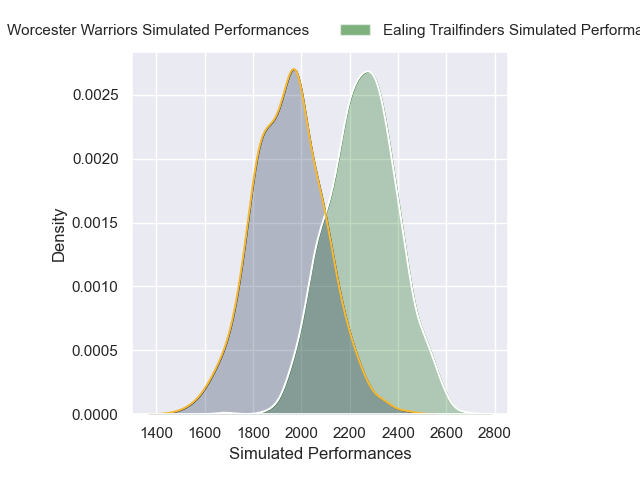 Worcester Warriors Simulated Performances
Ealing Trailfinders Simulated Performa
0.0025
0.0020
0.0015
0.0010
0.0005
0.0000
Density
1400 1600 1800 2000 2200 2400 2600 2800
Simulated Performances